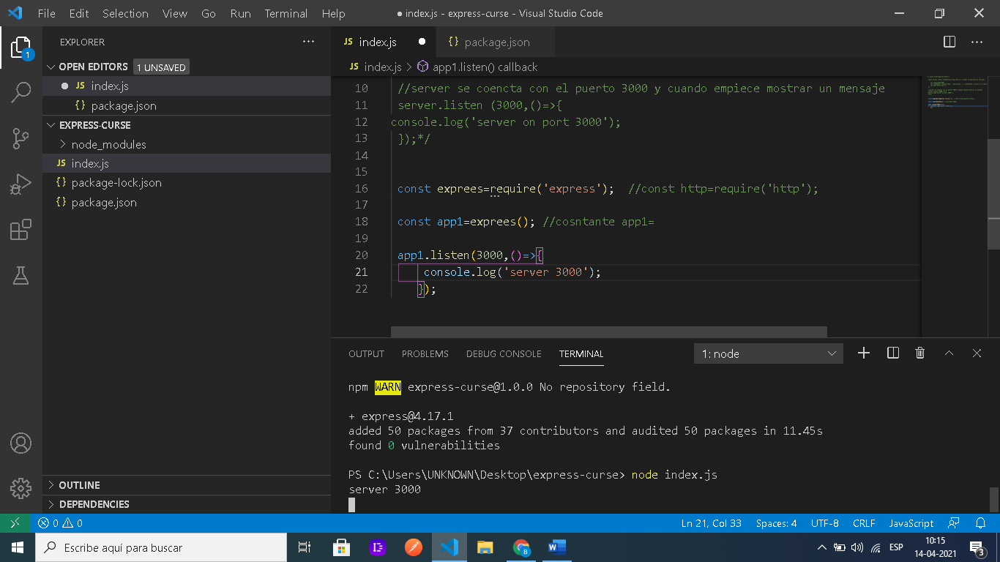 File Edit Selection View Go Run Terminal Help
● index.js - express-curse - Visual Studio Code
EXPLORER
OPEN EDITORS 1 UNSAVED
JS index.js
{} package.json
EXPRESS-CURSE
node_modules
JS index.js
{} package-lock.json
{} package.json
OUTLINE
DEPENDENCIES
1
JS index.js ●
{} package.json
JS index.js > app1.listen() callback
10 //server se coencta con el puerto 3000 y cuando empiece mostrar un mensaje
11 server.listen (3000,()=>{
12 console.log('server on port 3000');
13 });*/
14
15
16 const exprees=require('express'); //const http=require('http');
17
18 const app1=exprees(); //cosntante app1=
19
20 app1.listen(3000,()=>{
21 console.log('server 3000');
22 });
OUTPUT PROBLEMS DEBUG CONSOLE TERMINAL
1: node
npm WARN express-curse@1.0.0 No repository field.
+ express@4.17.1
added 50 packages from 37 contributors and audited 50 packages in 11.45s
found 0 vulnerabilities
PS C:\Users\UNKNOWN\Desktop\express-curse> node index.js
server 3000
0 0
Ln 21, Col 33 Spaces: 4 UTF-8 CRLF JavaScript
Escribe aquí para buscar
ESP
10:15
14-04-2021
3